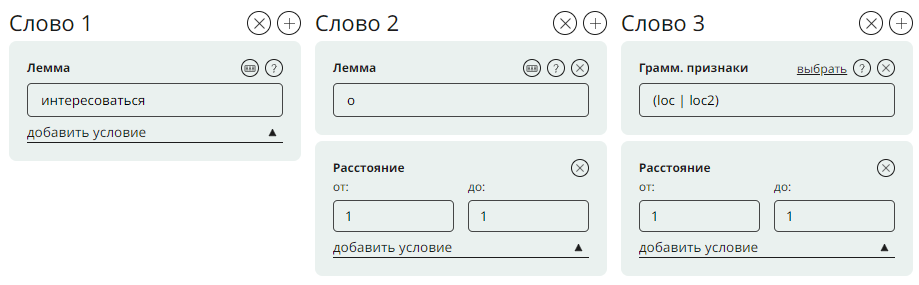 Слово 1
Лемма
интересоваться
добавить условие
Слово 2
Лемма
о
Расстояние
от: до:
1 1
добавить условие
Слово 3
Грамм. признаки выбрать
(loc | loc2)
Расстояние
от: до:
1 1
добавить условие